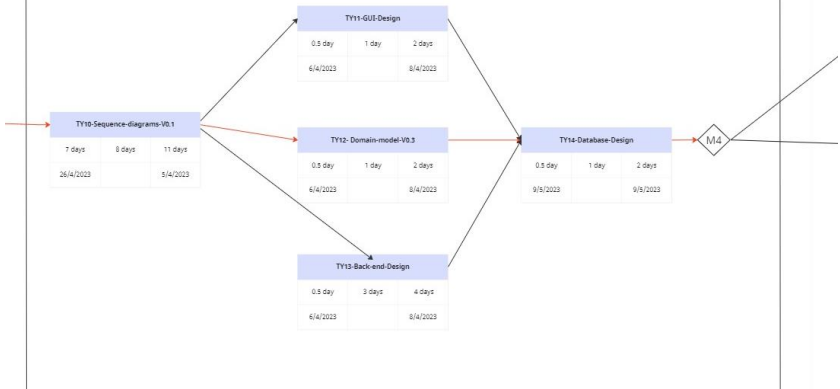 TY11-GUI-Design
0.5 day 1 day 2 days
6/4/2023 8/4/2023
TY10-Sequence-diagrams-V0.1
7 days 8 days 11 days
26/4/2023 5/4/2023
TY12- Domain-model-V0.3
0.5 day 1 day 2 days
6/4/2023 8/4/2023
TY14-Database-Design
0.5 day 1 day 2 days
9/5/2023 9/5/2023
M4
TY13-Back-end-Design
0.5 day 3 days 4 days
6/4/2023 8/4/2023